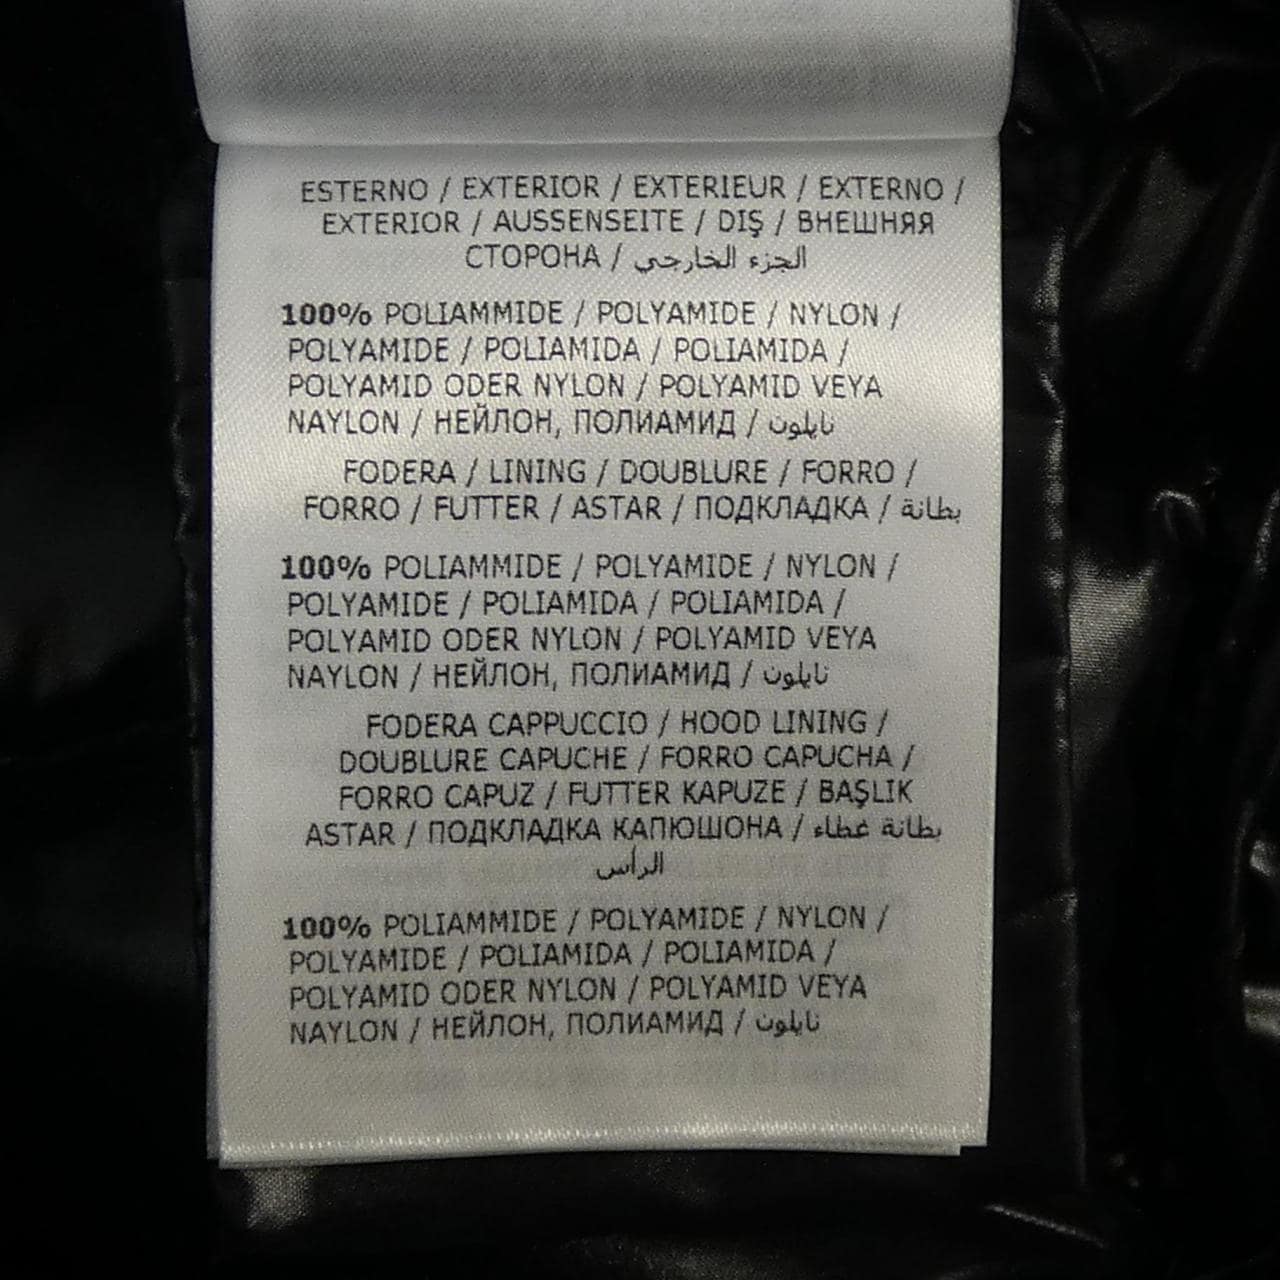 ESTERNO / EXTERIOR / EXTERIEUR / EXTERNO /
EXTERIOR / AUSSENSEITE / DIŞ / ВНЕШНЯЯ
СТОРОНА / الجزء الخارجي
100% POLIAMMIDE / POLYAMIDE / NYLON /
POLYAMIDE / POLIAMIDA / POLIAMIDA /
POLYAMID ODER NYLON / POLYAMID VEYA
NAYLON / НЕЙЛОН, ПОЛИАМИД / نايلون
FODERA / LINING / DOUBLURE / FORRO /
FORRO / FUTTER / ASTAR / ПОДКЛАДКА / بطانة
100% POLIAMMIDE / POLYAMIDE / NYLON /
POLYAMIDE / POLIAMIDA / POLIAMIDA /
POLYAMID ODER NYLON / POLYAMID VEYA
NAYLON / НЕЙЛОН, ПОЛИАМИД / نايلون
FODERA CAPPUCCIO / HOOD LINING /
DOUBLURE CAPUCHE / FORRO CAPUCHA /
FORRO CAPUZ / FUTTER KAPUZE / BAŞLIK
ASTAR / ПОДКЛАДКА КАПЮШОНА / بطانة غطاء
الرأس
100% POLIAMMIDE / POLYAMIDE / NYLON /
POLYAMIDE / POLIAMIDA / POLIAMIDA /
POLYAMID ODER NYLON / POLYAMID VEYA
NAYLON / НЕЙЛОН, ПОЛИАМИД / نايلون